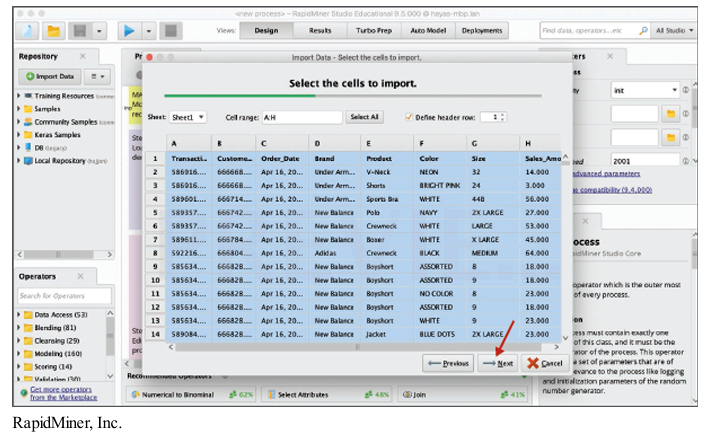 <new process> – RapidMiner Studio Educational 9.5.000 @ hayas-mbp.lan
Views: Design Results Turbo Prep Auto Model Deployments
Find data, operators...etc All Studio
Repository
Import Data
Training Resources
Samples
Community Samples
Keras Samples
DB (Legacy)
Local Repository
Operators
Search for Operators
Data Access (53)
Blending (81)
Cleansing (29)
Modeling (160)
Scoring (14)
Validation (30)
Get more operators
from the Marketplace
Import Data - Select the cells to import.
Select the cells to import.
Sheet: Sheet1 Cell range: A:H Select All Define header row: 1
A B C D E F G H
1 Transacti... Custome... Order_Date Brand Product Color Size Sales_Amo
2 586916.... 666668.... Apr 16, 20... Under Arm... V-Neck NEON 32 14.000
3 586916.... 666668.... Apr 16, 20... Under Arm... Shorts BRIGHT PINK 24 3.000
4 589601.... 666714.... Apr 16, 20... Under Arm... Sports Bra WHITE 44B 56.000
5 589357.... 666742.... Apr 16, 20... New Balance Polo NAVY 2X LARGE 27.000
6 589357.... 666742.... Apr 16, 20... New Balance Crewneck WHITE LARGE 53.000
7 589611.... 666784.... Apr 16, 20... New Balance Boxer WHITE X LARGE 45.000
8 592216.... 666804.... Apr 16, 20... Adidas Crewneck BLACK MEDIUM 64.000
9 585634.... 666828.... Apr 16, 20... New Balance Boyshort ASSORTED 8 18.000
10 585634.... 666828.... Apr 16, 20... New Balance Boyshort ASSORTED 9 18.000
11 585634.... 666828.... Apr 16, 20... New Balance Boyshort NO COLOR 8 23.000
12 585634.... 666828.... Apr 16, 20... New Balance Boyshort ASSORTED 9 18.000
13 585634.... 666828.... Apr 16, 20... New Balance Boyshort WHITE 9 23.000
14 589084.... 666828.... Apr 16, 20... New Balance Jacket BLUE DOTS 2X LARGE 23.000
Previous Next Cancel
Recommended Operators
Numerical to Binominal 62% Select Attributes 48% Join 41%
init
2001
advanced parameters
compatibility (9.4.000)
ocess
idMiner Studio Core
operator which is the outer most
of every process.
ocess must contain exactly one
of this class, and it must be the
ator of the process. This operator
a set of parameters that are of
evance to the process like logging
and initialization parameters of the random
number generator.
RapidMiner, Inc.